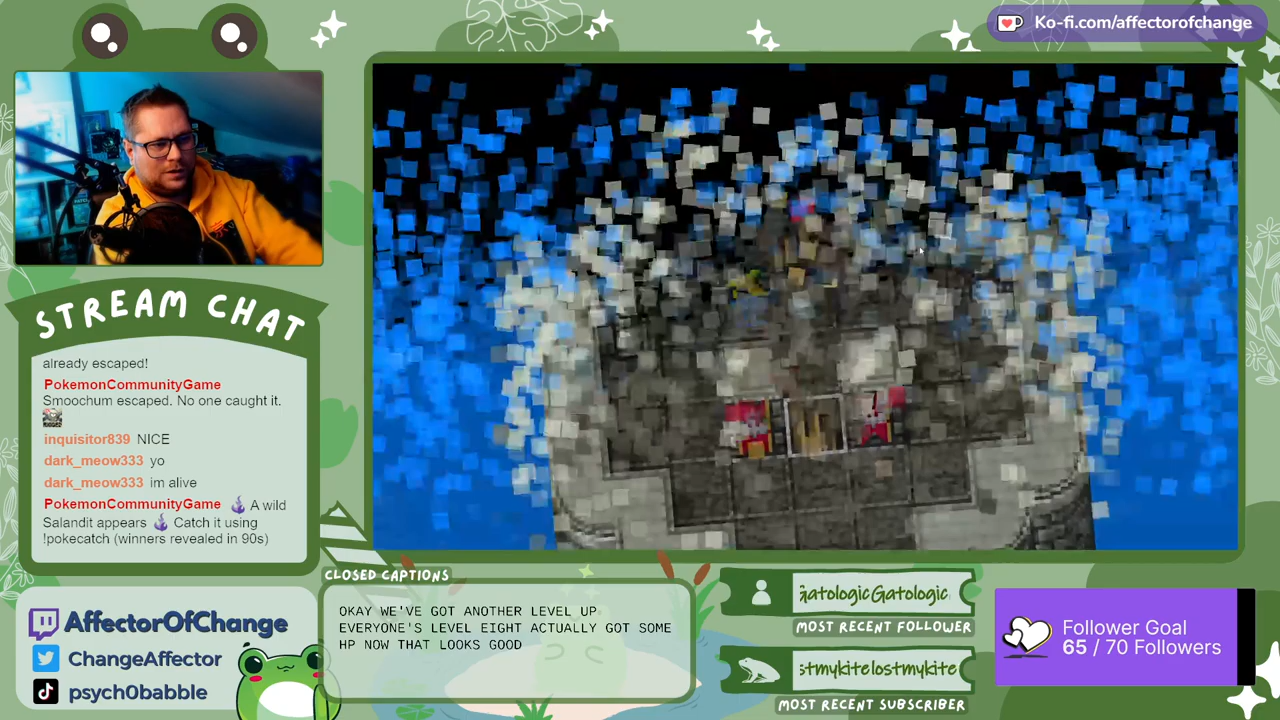 Ko-fi.com/affectorofchange
STREAM CHAT
already escaped!
PokemonCommunityGame
Smoochum escaped. No one caught it.
inquisitor839 NICE
dark_meow333 yo
dark_meow333 im alive
PokemonCommunityGame A wild
Salandit appears Catch it using
!pokecatch (winners revealed in 90s)
AffectorOfChange
ChangeAffector
psych0babble
CLOSED CAPTIONS
OKAY WE'VE GOT ANOTHER LEVEL UP
EVERYONE'S LEVEL EIGHT ACTUALLY GOT SOME
HP NOW THAT LOOKS GOOD
GatologicGatologic
MOST RECENT FOLLOWER
stmykitelostmykite
MOST RECENT SUBSCRIBER
Follower Goal
65 / 70 Followers